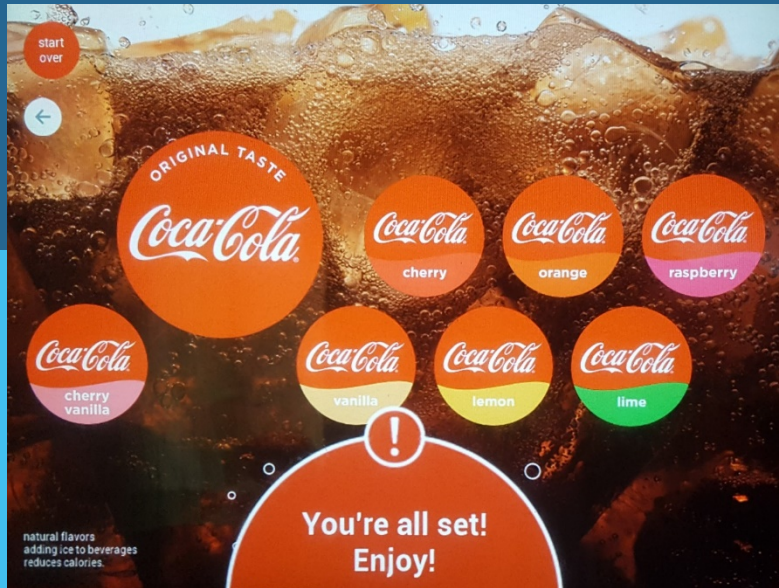 start
over
ORIGINAL TASTE
Coca-Cola
Coca-Cola
cherry
Coca-Cola
orange
Coca-Cola
raspberry
Coca-Cola
cherry
vanilla
Coca-Cola
vanilla
Coca-Cola
lemon
Coca-Cola
lime
!
You're all set!
Enjoy!
natural flavors
adding ice to beverages
reduces calories.